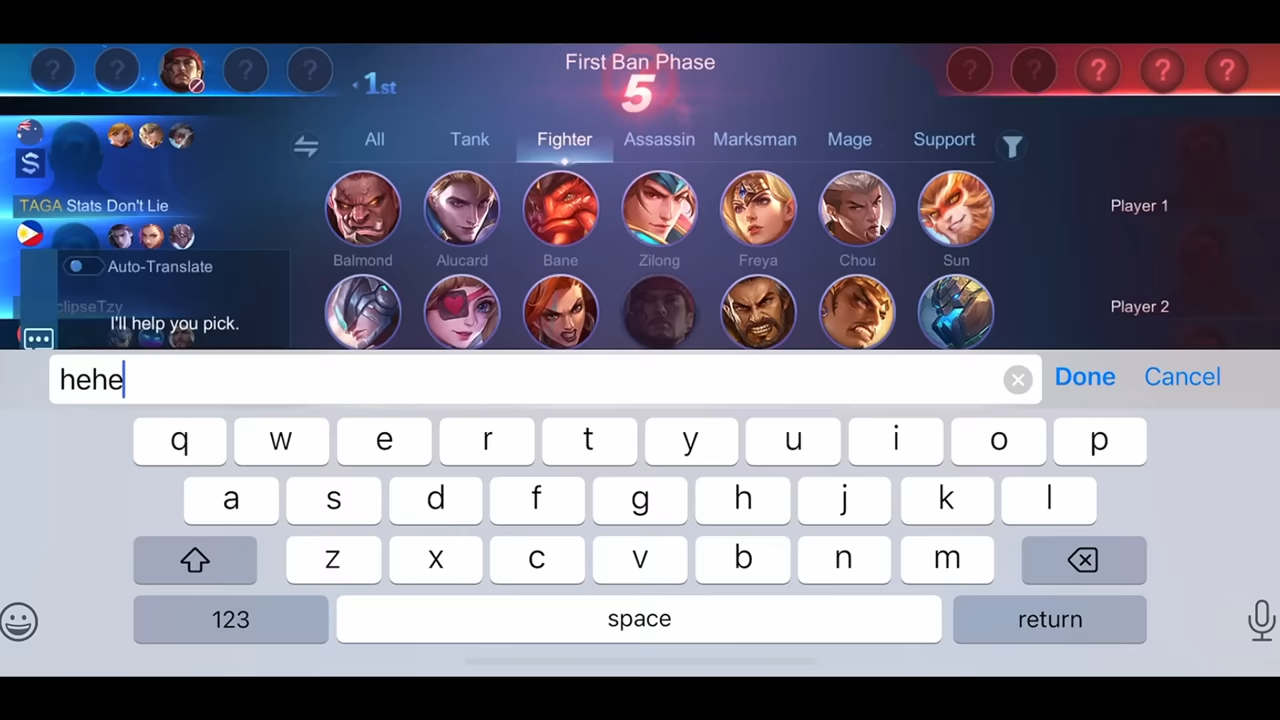 First Ban Phase
5
1st
All Tank Fighter Assassin Marksman Mage Support
TAGA Stats Don't Lie
Player 1
Balmond Alucard Bane Zilong Freya Chou Sun
Auto-Translate
clipseTzy
Player 2
I'll help you pick.
hehe
Done Cancel
q w e r t y u i o p
a s d f g h j k l
z x c v b n m
123 space return